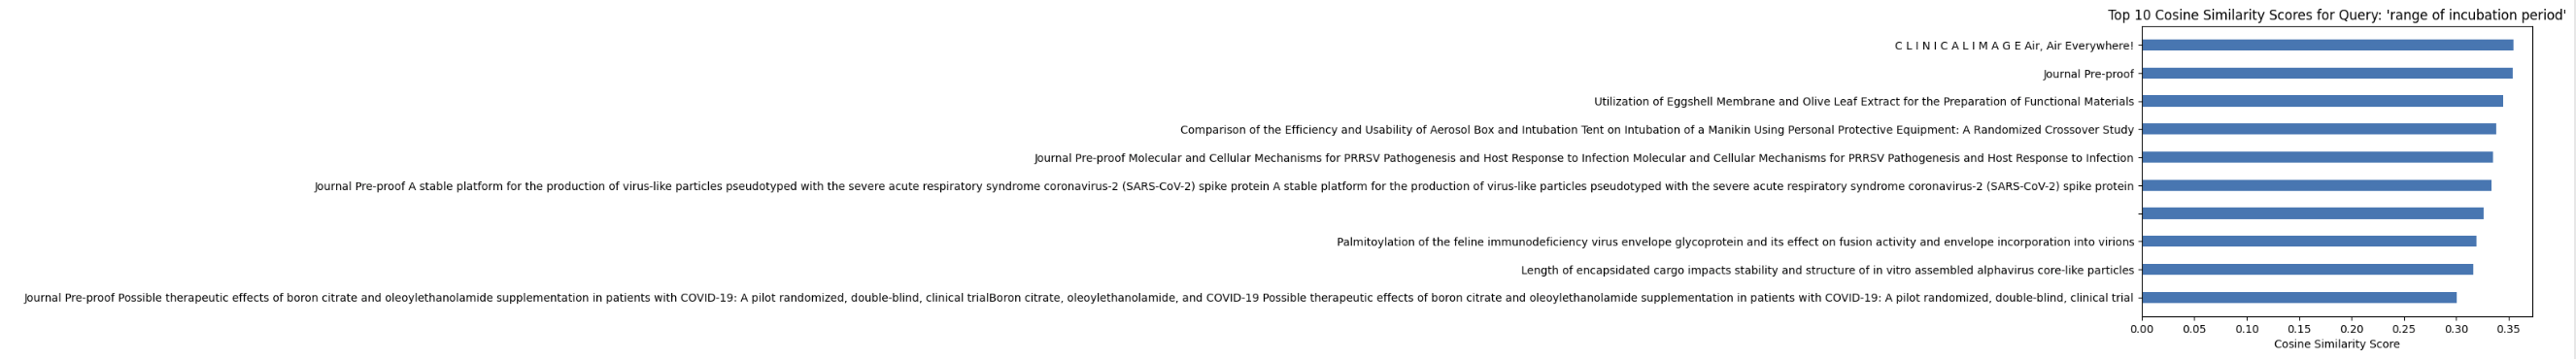 Top 10 Cosine Similarity Scores for Query: 'range of incubation period'
C L I N I C A L I M A G E Air, Air Everywhere!
Journal Pre-proof
Utilization of Eggshell Membrane and Olive Leaf Extract for the Preparation of Functional Materials
Comparison of the Efficiency and Usability of Aerosol Box and Intubation Tent on Intubation of a Manikin Using Personal Protective Equipment: A Randomized Crossover Study
Journal Pre-proof Molecular and Cellular Mechanisms for PRRSV Pathogenesis and Host Response to Infection Molecular and Cellular Mechanisms for PRRSV Pathogenesis and Host Response to Infection
Journal Pre-proof A stable platform for the production of virus-like particles pseudotyped with the severe acute respiratory syndrome coronavirus-2 (SARS-CoV-2) spike protein A stable platform for the production of virus-like particles pseudotyped with the severe acute respiratory syndrome coronavirus-2 (SARS-CoV-2) spike protein
Palmitoylation of the feline immunodeficiency virus envelope glycoprotein and its effect on fusion activity and envelope incorporation into virions
Length of encapsidated cargo impacts stability and structure of in vitro assembled alphavirus core-like particles
Journal Pre-proof Possible therapeutic effects of boron citrate and oleoylethanolamide supplementation in patients with COVID-19: A pilot randomized, double-blind, clinical trialBoron citrate, oleoylethanolamide, and COVID-19 Possible therapeutic effects of boron citrate and oleoylethanolamide supplementation in patients with COVID-19: A pilot randomized, double-blind, clinical trial
0.00 0.05 0.10 0.15 0.20 0.25 0.30 0.35
Cosine Similarity Score